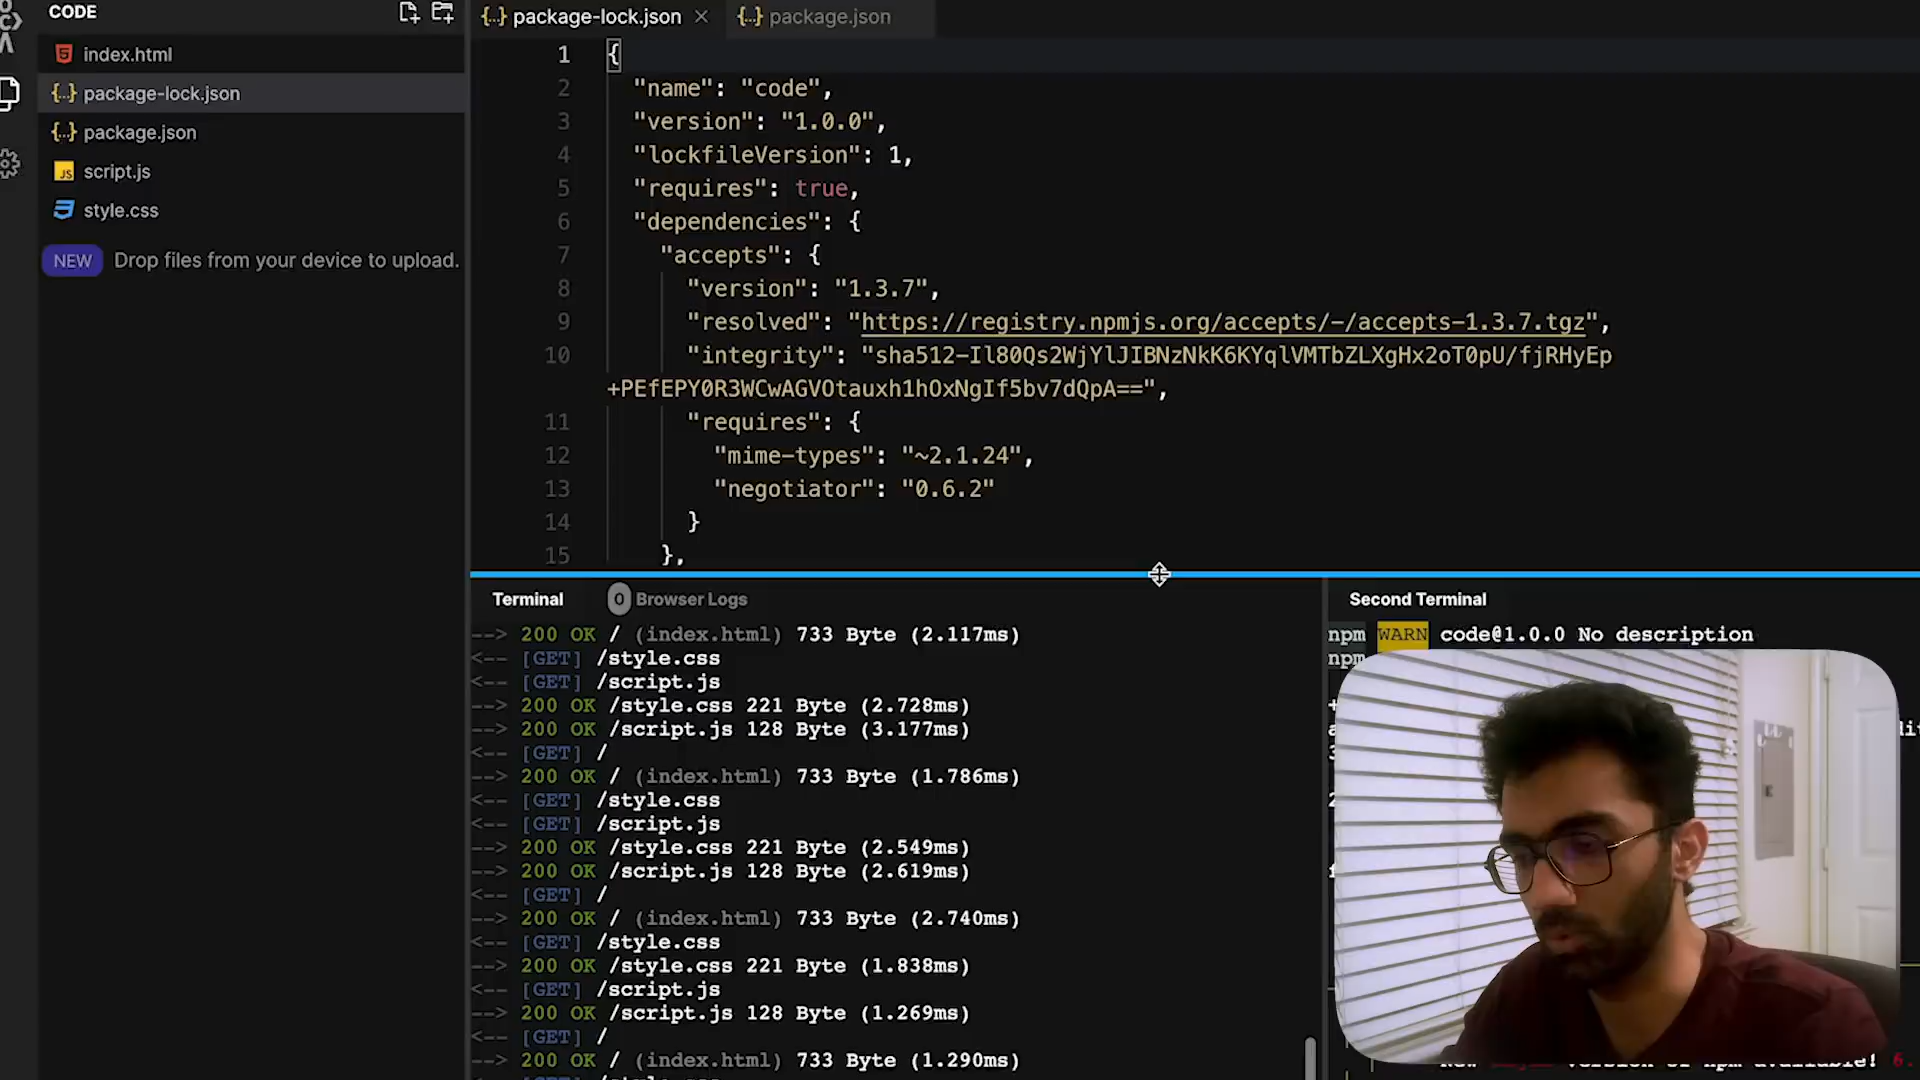 CODE
index.html
package-lock.json
package.json
script.js
style.css
NEW Drop files from your device to upload.
package-lock.json
package.json
1 {
2 "name": "code",
3 "version": "1.0.0",
4 "lockfileVersion": 1,
5 "requires": true,
6 "dependencies": {
7 "accepts": {
8 "version": "1.3.7",
9 "resolved": "https://registry.npmjs.org/accepts/-/accepts-1.3.7.tgz",
10 "integrity": "sha512-Il80Qs2WjYlJIBNzNkK6KYqlVMTbZLXgHx2oT0pU/fjRHyEp
+PEfEPY0R3WCwAGVOtauxh1hOxNgIf5bv7dQpA==",
11 "requires": {
12 "mime-types": "~2.1.24",
13 "negotiator": "0.6.2"
14 }
15 },
Terminal 0 Browser Logs
--> 200 OK / (index.html) 733 Byte (2.117ms)
<-- [GET] /style.css
<-- [GET] /script.js
--> 200 OK /style.css 221 Byte (2.728ms)
--> 200 OK /script.js 128 Byte (3.177ms)
<-- [GET] /
--> 200 OK / (index.html) 733 Byte (1.786ms)
<-- [GET] /style.css
<-- [GET] /script.js
--> 200 OK /style.css 221 Byte (2.549ms)
--> 200 OK /script.js 128 Byte (2.619ms)
<-- [GET] /
--> 200 OK / (index.html) 733 Byte (2.740ms)
<-- [GET] /style.css
--> 200 OK /style.css 221 Byte (1.838ms)
<-- [GET] /script.js
--> 200 OK /script.js 128 Byte (1.269ms)
<-- [GET] /
--> 200 OK / (index.html) 733 Byte (1.290ms)
Second Terminal
npm WARN code@1.0.0 No description
npm